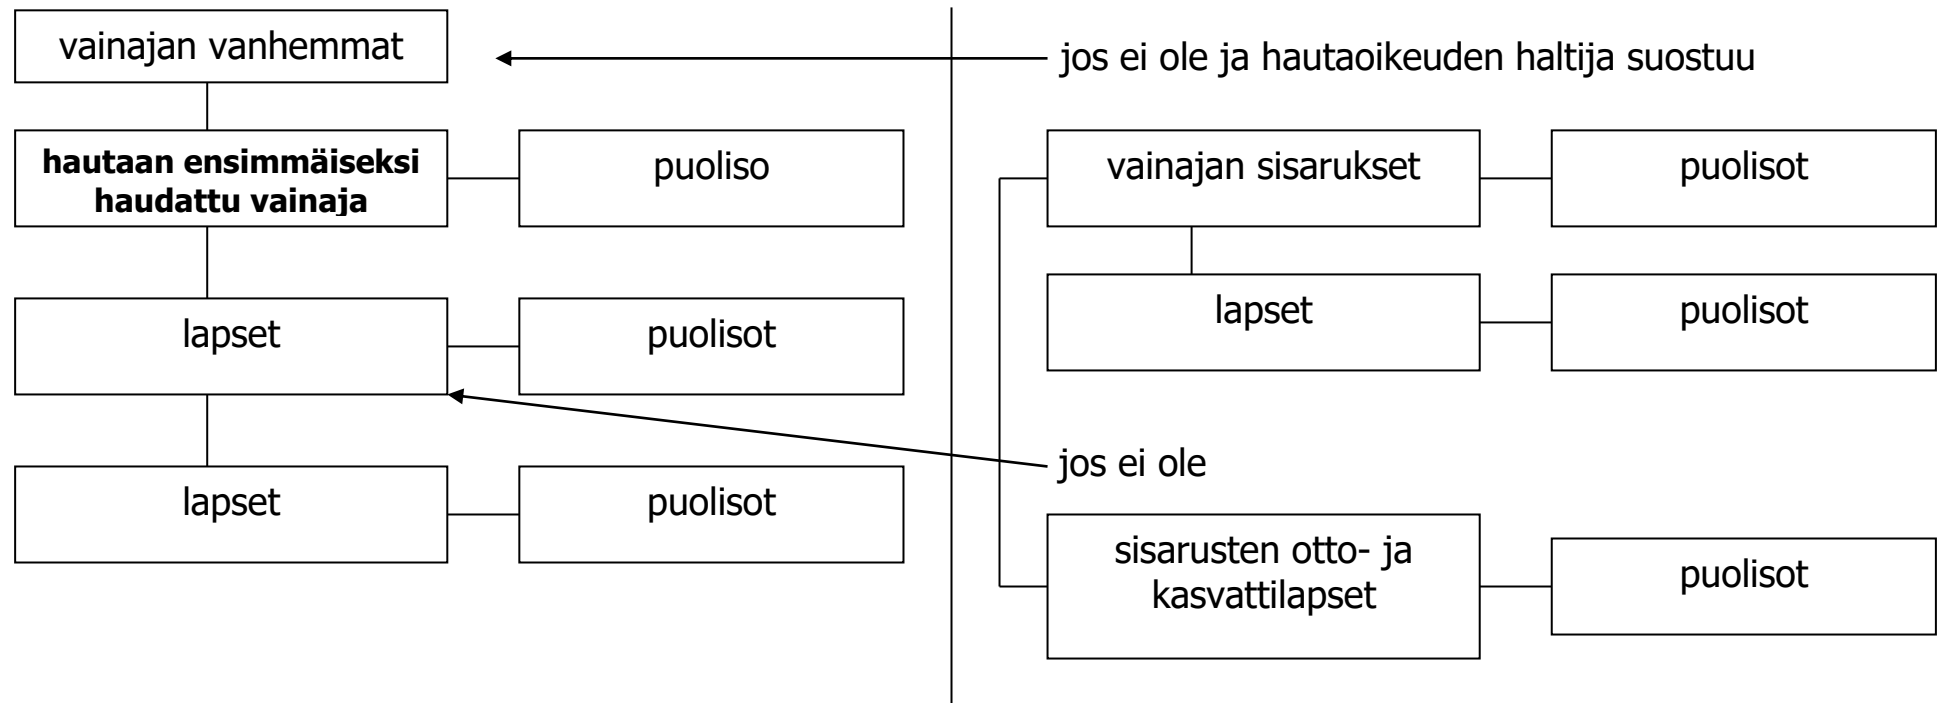 vainajan vanhemmat
hautaan ensimmäiseksi
haudattu vainaja
puoliso
lapset
puolisot
lapset
puolisot
jos ei ole ja hautaoikeuden haltija suostuu
vainajan sisarukset
puolisot
lapset
puolisot
jos ei ole
sisarusten otto- ja
kasvattilapset
puolisot